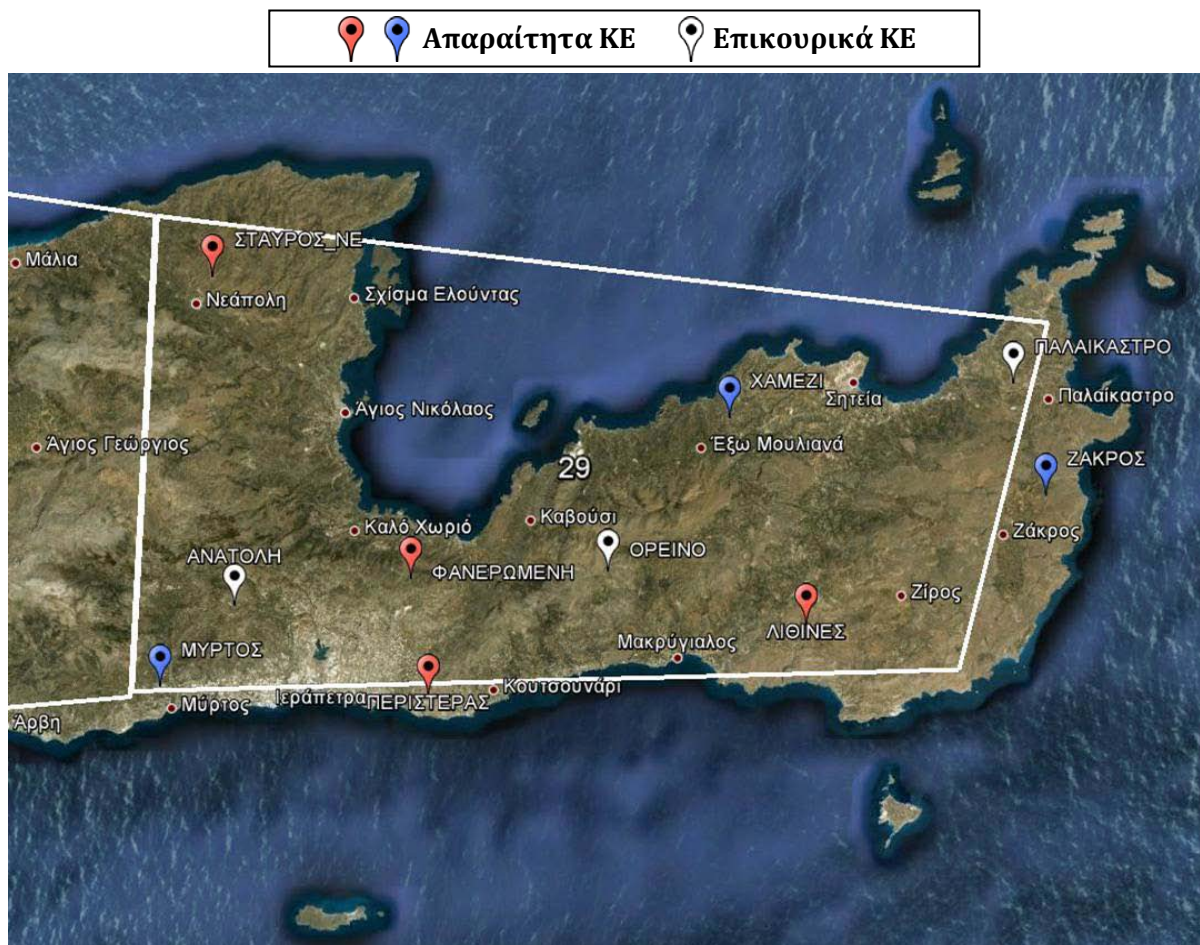 Απαραίτητα ΚΕ Επικουρικά ΚΕ
ΣΤΑΥΡΟΣ_ΝΕ
Μάλια
Νεάπολη
Σχίσμα Ελούντας
ΠΑΛΑΙΚΑΣΤΡΟ
ΧΑΜΕΖΙ
Σητεία
Παλαίκαστρο
Άγιος Νικόλαος
Άγιος Γεώργιος
Έξω Μουλιανά
ΖΑΚΡΟΣ
29
Καβούσι
Καλό Χωριό
Ζάκρος
ΟΡΕΙΝΟ
ΑΝΑΤΟΛΗ
ΦΑΝΕΡΩΜΕΝΗ
Ζίρος
ΛΙΘΙΝΕΣ
Μακρύγιαλος
ΜΥΡΤΟΣ
Κουτσουνάρι
Ιεράπετρα
ΠΕΡΙΣΤΕΡΑΣ
Μύρτος
Άρβη